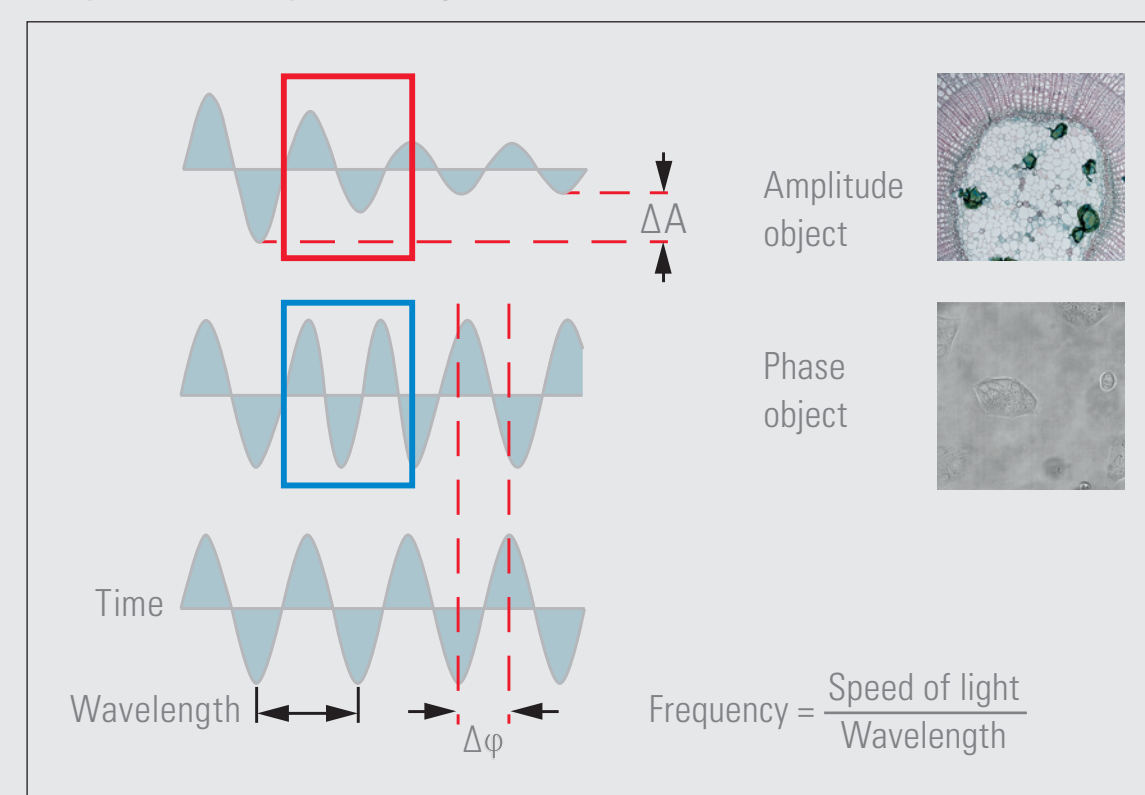 ΔA
Amplitude
object
Phase
object
Time
Wavelength
Δφ
Frequency = Speed of light
Wavelength